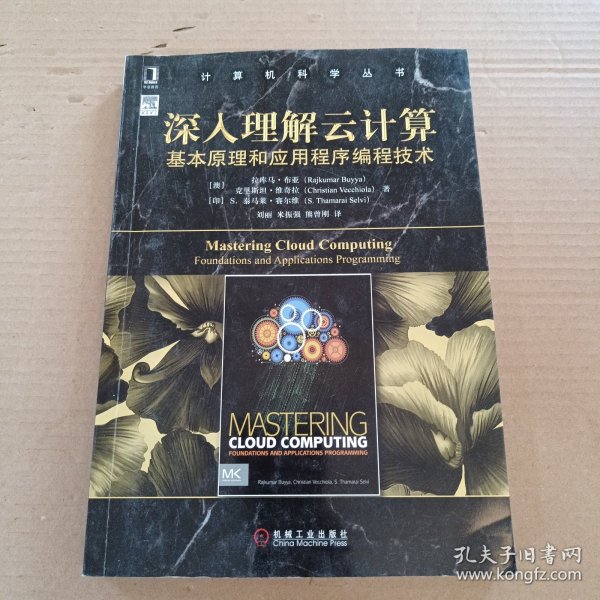 计算机科学丛书
深入理解云计算
基本原理和应用程序编程技术
[澳] 拉库马·布亚 (Rajkumar Buyya)
克里斯坦·维奇拉 (Christian Vecchiola) 著
[印] S. 泰马莱·赛尔维 (S. Thamarai Selvi)
刘丽 米振强 熊曾刚 译
Mastering Cloud Computing
Foundations and Applications Programming
MASTERING
CLOUD COMPUTING
FOUNDATIONS AND APPLICATIONS PROGRAMMING
MK
Rajkumar Buyya, Christian Vecchiola, S. Thamarai Selvi
机械工业出版社
China Machine Press
孔夫子旧书网
www.kongfz.com